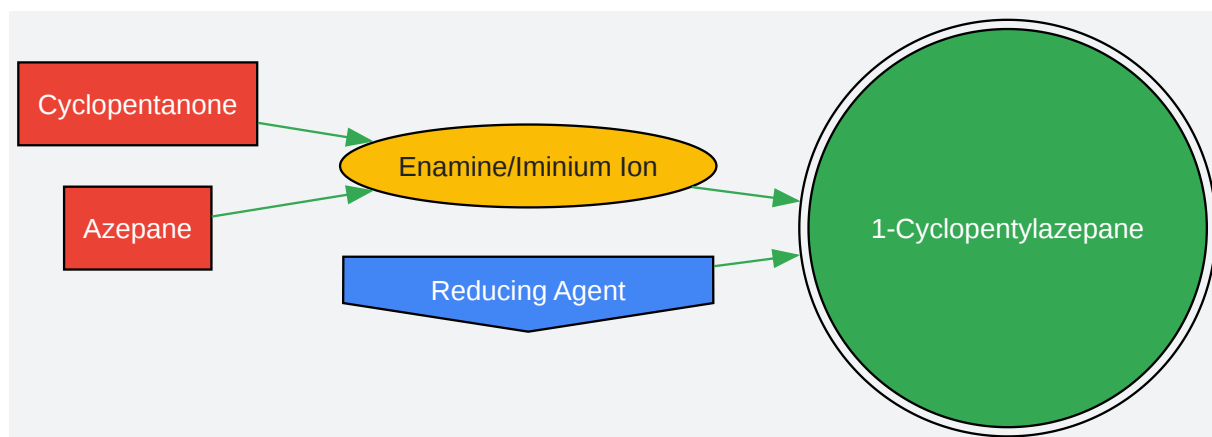 Cyclopentanone
Azepane
Enamine/Iminium Ion
Reducing Agent
1-Cyclopentylazepane